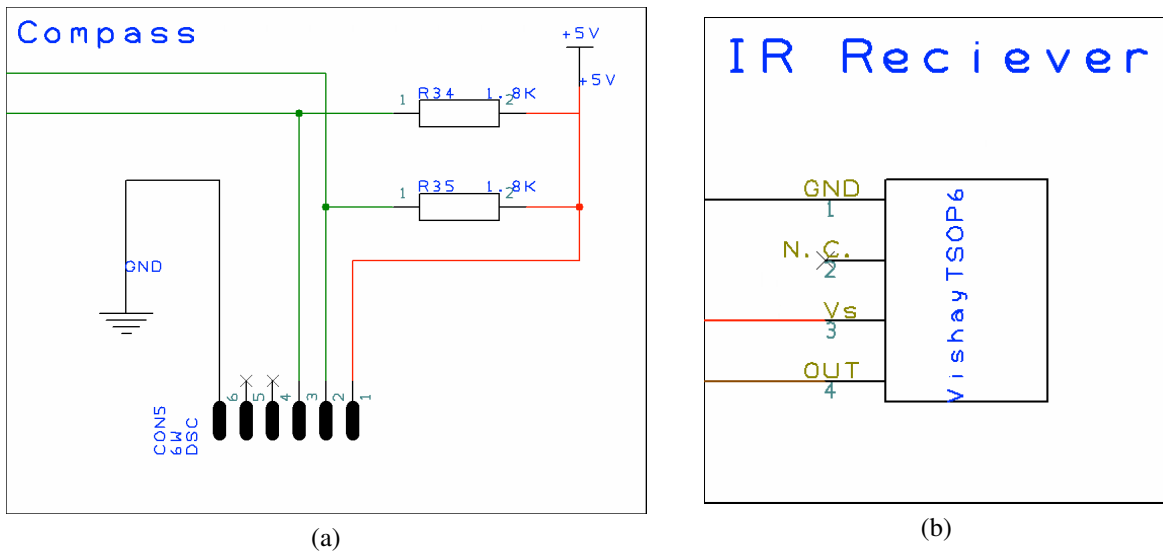 Compass
+5V
+5V
1 R34 1.8K 2
1 R35 1.8K 2
GND
6 5 4 3 2 1
CON5
6W
DSC
(a)
IR Reciever
GND
1
N.C.
2
Vs
3
OUT
4
VishayTSOP6
(b)